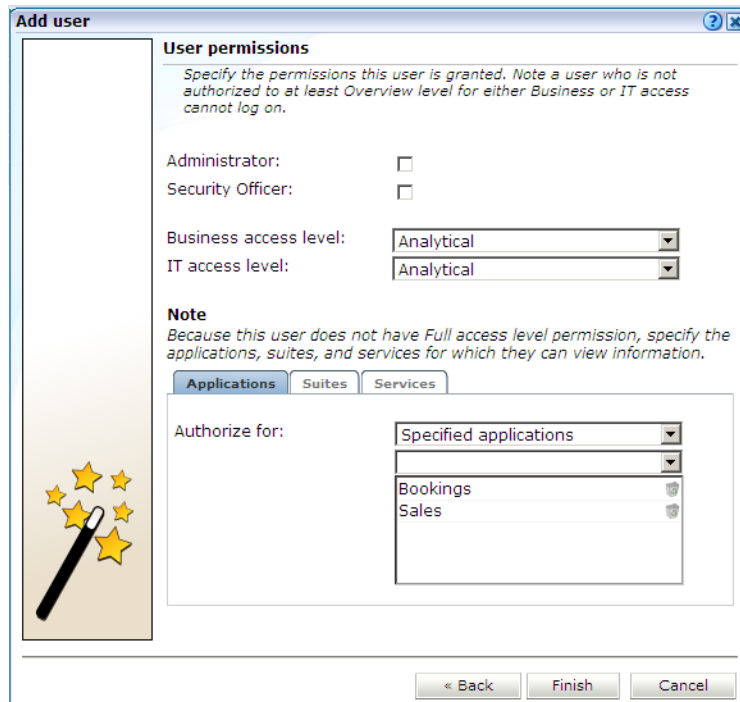 Add user
?
User permissions
Specify the permissions this user is granted. Note a user who is not
authorized to at least Overview level for either Business or IT access
cannot log on.
Administrator:
Security Officer:
Business access level: Analytical
IT access level: Analytical
Note
Because this user does not have Full access level permission, specify the
applications, suites, and services for which they can view information.
Applications Suites Services
Authorize for: Specified applications
Bookings
Sales
« Back Finish Cancel